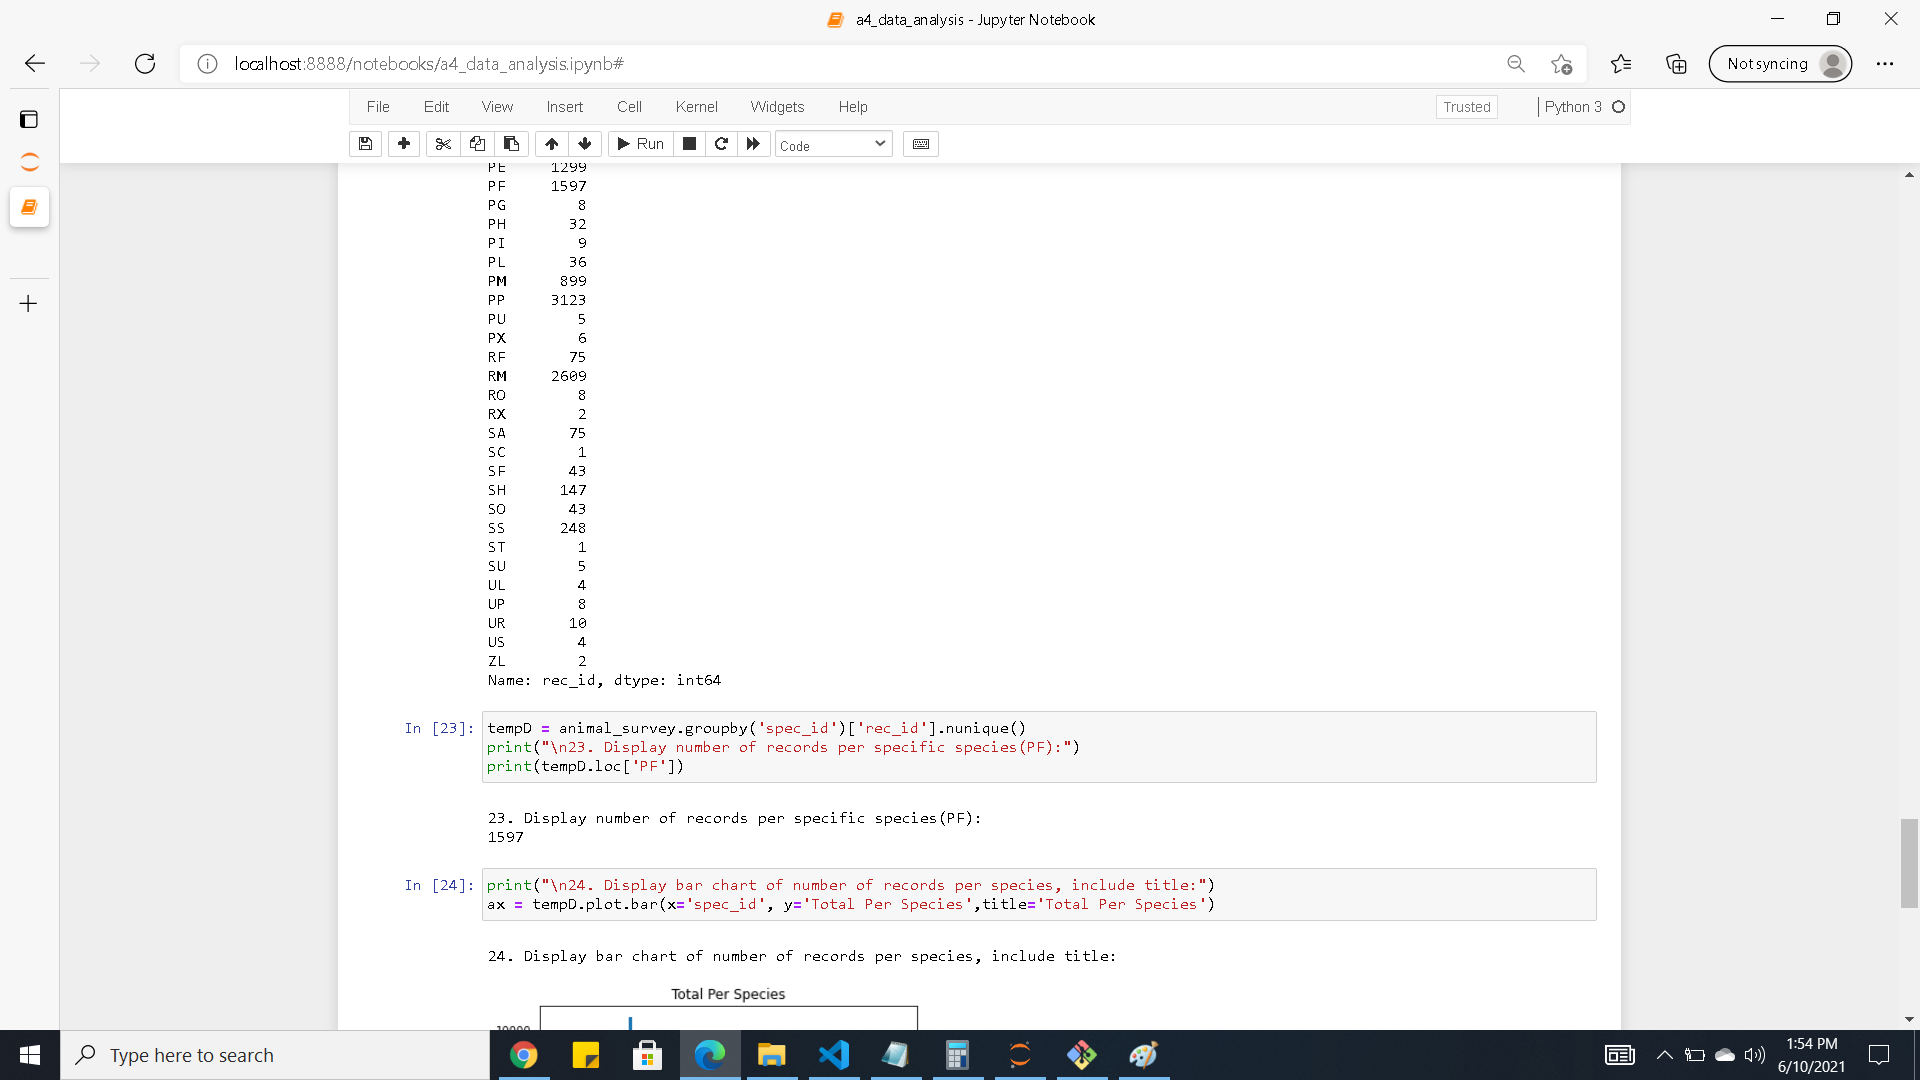 a4_data_analysis - Jupyter Notebook
localhost:8888/notebooks/a4_data_analysis.ipynb#
Not syncing
File Edit View Insert Cell Kernel Widgets Help
Trusted
Python 3
Run
Code
PE 1299
PF 1597
PG 8
PH 32
PI 9
PL 36
PM 899
PP 3123
PU 5
PX 6
RF 75
RM 2609
RO 8
RX 2
SA 75
SC 1
SF 43
SH 147
SO 43
SS 248
ST 1
SU 5
UL 4
UP 8
UR 10
US 4
ZL 2
Name: rec_id, dtype: int64
In [23]: tempD = animal_survey.groupby('spec_id')['rec_id'].nunique()
print("\n23. Display number of records per specific species(PF):")
print(tempD.loc['PF'])
23. Display number of records per specific species(PF):
1597
In [24]: print("\n24. Display bar chart of number of records per species, include title:")
ax = tempD.plot.bar(x='spec_id', y='Total Per Species',title='Total Per Species')
24. Display bar chart of number of records per species, include title:
Total Per Species
10000
Type here to search
1:54 PM
6/10/2021